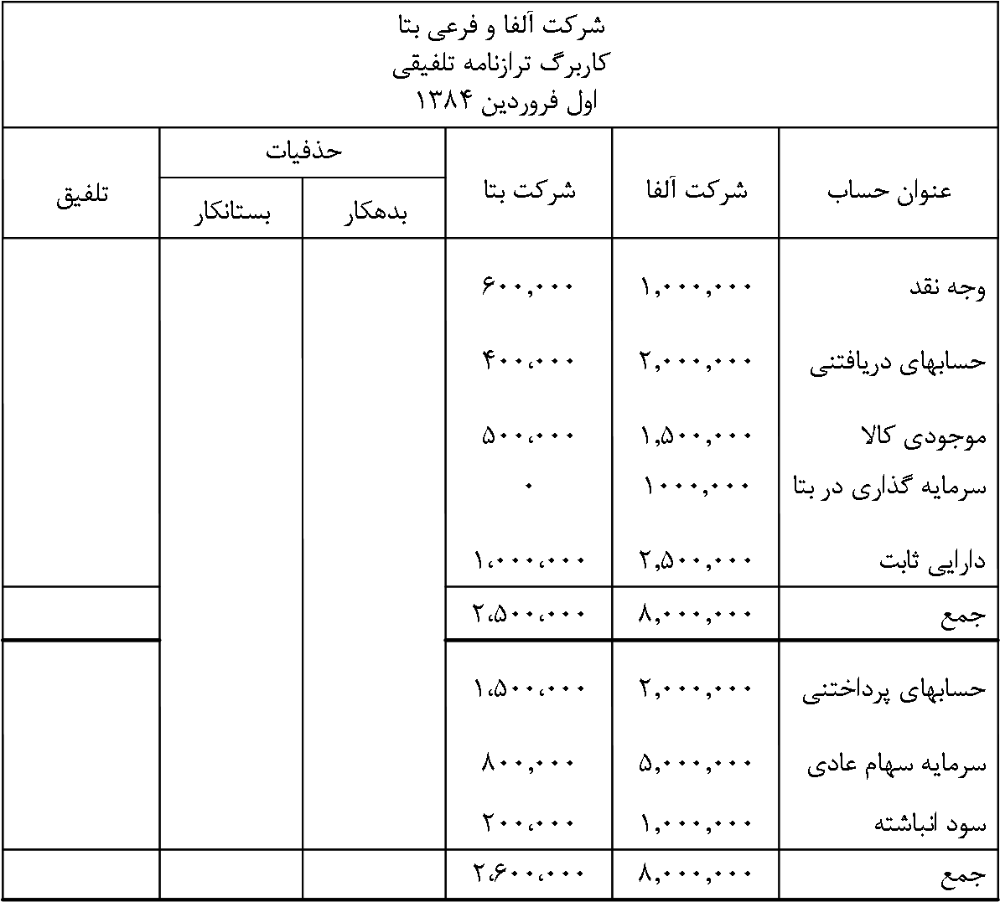 شرکت آلفا و فرعی بتا
کاربرگ ترازنامه تلفیقی
اول فروردین ۱۳۸۴
عنوان حساب شرکت آلفا شرکت بتا حذفیات تلفیق
بدهکار بستانکار
وجه نقد ۱,۰۰۰,۰۰۰ ۶۰۰,۰۰۰
حسابهای دریافتنی ۲,۰۰۰,۰۰۰ ۴۰۰،۰۰۰
موجودی کالا ۱,۵۰۰,۰۰۰ ۵۰۰،۰۰۰
سرمایه گذاری در بتا ۱۰۰۰,۰۰۰ ۰
دارایی ثابت ۲,۵۰۰,۰۰۰ ۱،۰۰۰،۰۰۰
جمع ۸,۰۰۰,۰۰۰ ۲،۵۰۰،۰۰۰
حسابهای پرداختنی ۲,۰۰۰,۰۰۰ ۱،۵۰۰،۰۰۰
سرمایه سهام عادی ۵,۰۰۰,۰۰۰ ۸۰۰,۰۰۰
سود انباشته ۱,۰۰۰,۰۰۰ ۲۰۰،۰۰۰
جمع ۸,۰۰۰,۰۰۰ ۲،۶۰۰،۰۰۰